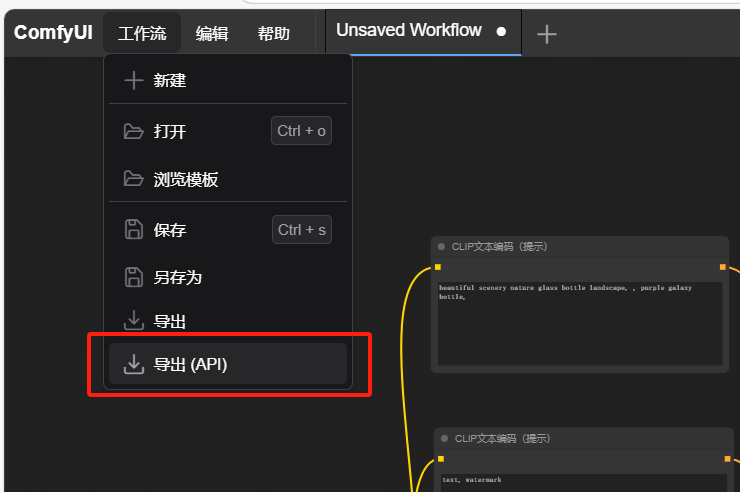 ComfyUI 工作流 编辑 帮助 Unsaved Workflow
新建
打开 Ctrl + o
浏览模板
保存 Ctrl + s
另存为
导出
导出 (API)
CLIP文本编码（提示）
beautiful scenery nature glass bottle landscape, , purple galaxy
bottle,
CLIP文本编码（提示）
text, watermark